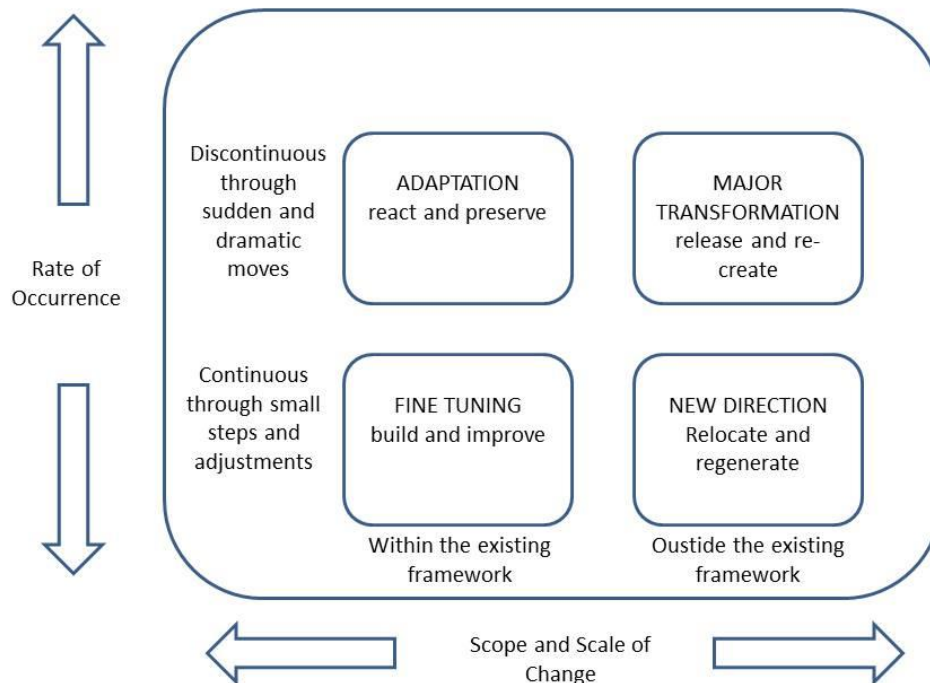 Discontinuous
through
sudden and
dramatic
moves
ADAPTATION
react and preserve
MAJOR
TRANSFORMATION
release and re-
create
Rate of
Occurrence
Continuous
through small
steps and
adjustments
FINE TUNING
build and improve
NEW DIRECTION
Relocate and
regenerate
Within the existing
framework
Oustide the existing
framework
Scope and Scale of
Change